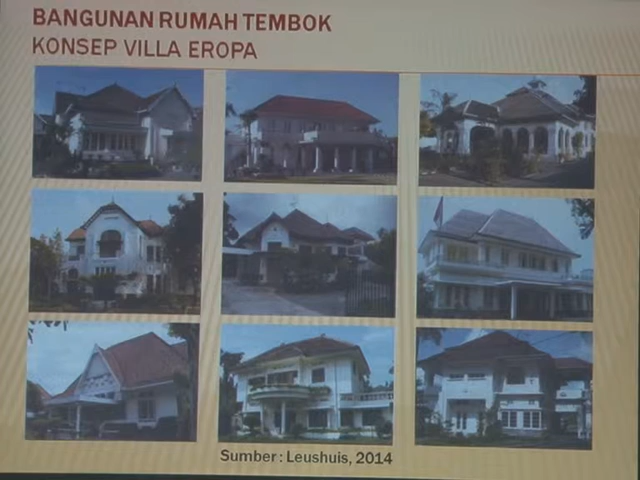 BANGUNAN RUMAH TEMBOK
KONSEP VILLA EROPA
Sumber: Leushuis, 2014